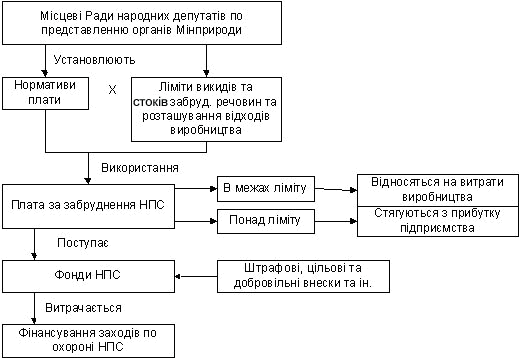 Місцеві Ради народних депутатів по
представленню органів Мінприроди
Установлюють
Нормативи
плати
X
Ліміти викидів та
стоків забруд. речовин та
розташування відходів
виробництва
Використання
Плата за забруднення НПС
В межах ліміту
Відносяться на витрати
виробництва
Понад ліміту
Стягуються з прибутку
підприємства
Поступає
Фонди НПС
Штрафові, цільові та
добровільні внески та ін.
Витрачається
Фінансування заходів по
охороні НПС